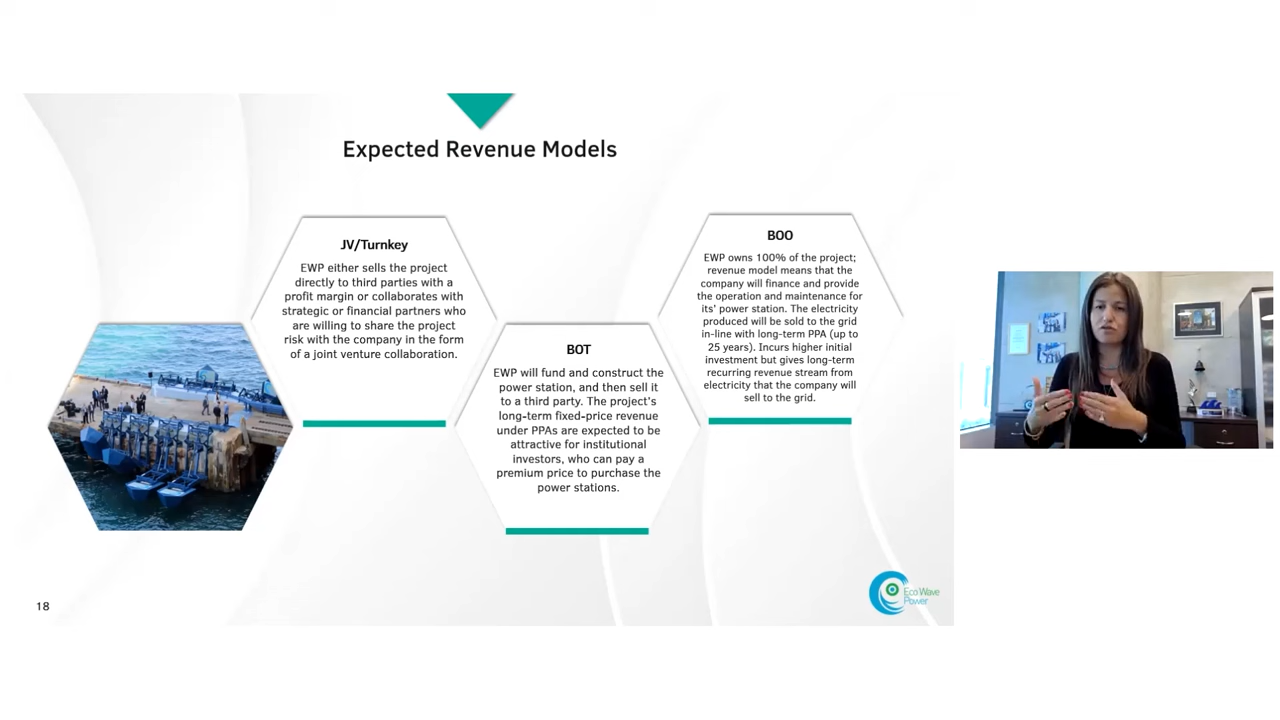 Expected Revenue Models
JV/Turnkey
EWP either sells the project
directly to third parties with a
profit margin or collaborates with
strategic or financial partners who
are willing to share the project
risk with the company in the form
of a joint venture collaboration.
BOT
EWP will fund and construct the
power station, and then sell it
to a third party. The project's
long-term fixed-price revenue
under PPAs are expected to be
attractive for institutional
investors, who can pay a
premium price to purchase the
power stations.
BOO
EWP owns 100% of the project;
revenue model means that the
company will finance and provide
the operation and maintenance for
its' power station. The electricity
produced will be sold to the grid
in-line with long-term PPA (up to
25 years). Incurs higher initial
investment but gives long-term
recurring revenue stream from
electricity that the company will
sell to the grid.
18
Eco Wave
Power